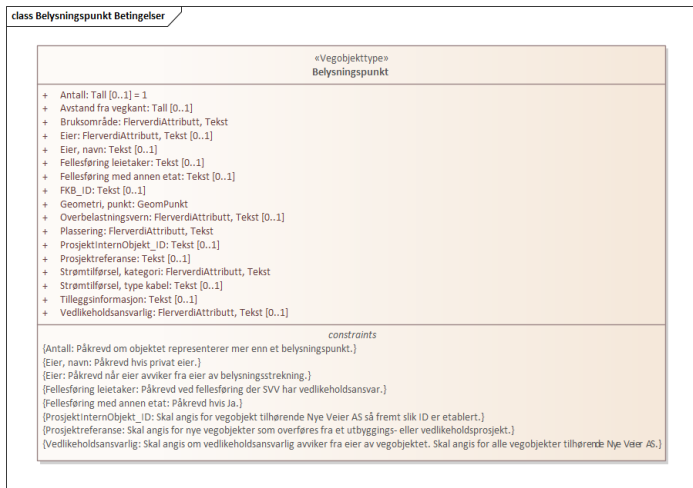 class Belysningspunkt Betingelser
«Vegobjekttype»
Belysningspunkt
+ Antall: Tall [0..1] = 1
+ Avstand fra vegkant: Tall [0..1]
+ Bruksområde: FlerverdiAttributt, Tekst
+ Eier: FlerverdiAttributt, Tekst [0..1]
+ Eier, navn: Tekst [0..1]
+ Fellesføring leietaker: Tekst [0..1]
+ Fellesføring med annen etat: Tekst [0..1]
+ FKB_ID: Tekst [0..1]
+ Geometri, punkt: GeomPunkt
+ Overbelastningsvern: FlerverdiAttributt, Tekst [0..1]
+ Plassering: FlerverdiAttributt, Tekst
+ ProsjektInternObjekt_ID: Tekst [0..1]
+ Prosjektreferanse: Tekst [0..1]
+ Strømtilførsel, kategori: FlerverdiAttributt, Tekst
+ Strømtilførsel, type kabel: Tekst [0..1]
+ Tilleggsinformasjon: Tekst [0..1]
+ Vedlikeholdsansvarlig: FlerverdiAttributt, Tekst [0..1]
constraints
{Antall: Påkrevd om objektet representerer mer enn et belysningspunkt.}
{Eier, navn: Påkrevd hvis privat eier.}
{Eier: Påkrevd når eier avviker fra eier av belysningsstrekning.}
{Fellesføring leietaker: Påkrevd ved fellesføring der SVV har vedlikeholdsansvar.}
{Fellesføring med annen etat: Påkrevd hvis Ja.}
{ProsjektInternObjekt_ID: Skal angis for vegobjekt tilhørende Nye Veier AS så fremt slik ID er etablert.}
{Prosjektreferanse: Skal angis for nye vegobjekter som overføres fra et utbyggings- eller vedlikeholdsprosjekt.}
{Vedlikeholdsansvarlig: Skal angis om vedlikeholdsansvarlig avviker fra eier av vegobjektet. Skal angis for alle vegobjekter tilhørende Nye Veier AS.}